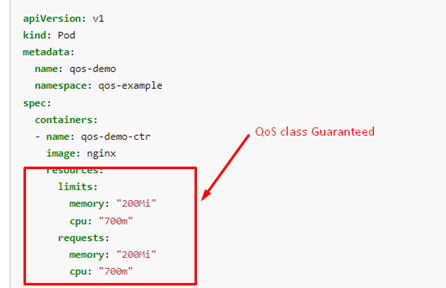 apiVersion: v1
kind: Pod
metadata:
  name: qos-demo
  namespace: qos-example
spec:
  containers:
  - name: qos-demo-ctr
    image: nginx
    resources:
      limits:
        memory: "200Mi"
        cpu: "700m"
      requests:
        memory: "200Mi"
        cpu: "700m"
QoS class Guaranteed